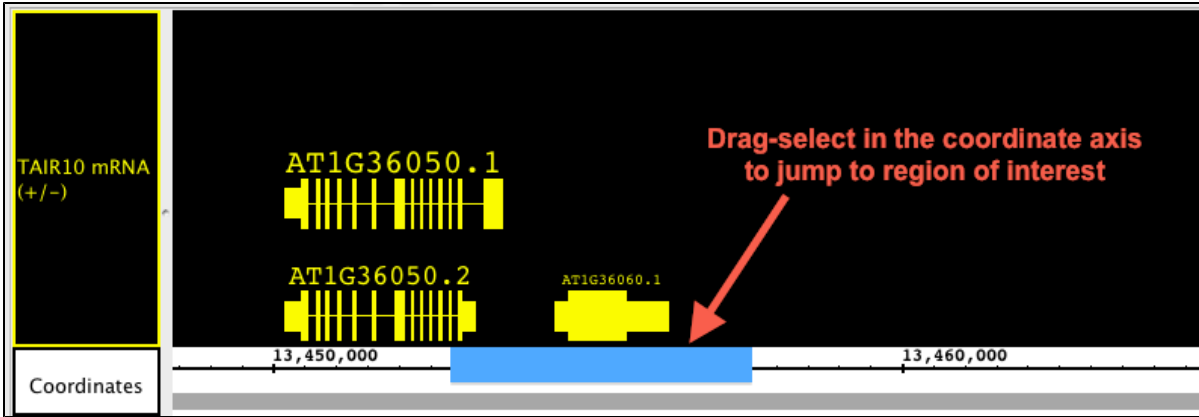 TAIR10 mRNA
(+/-)
AT1G36050.1
Drag-select in the coordinate axis
to jump to region of interest
AT1G36050.2
AT1G36060.1
13,450,000
13,460,000
Coordinates